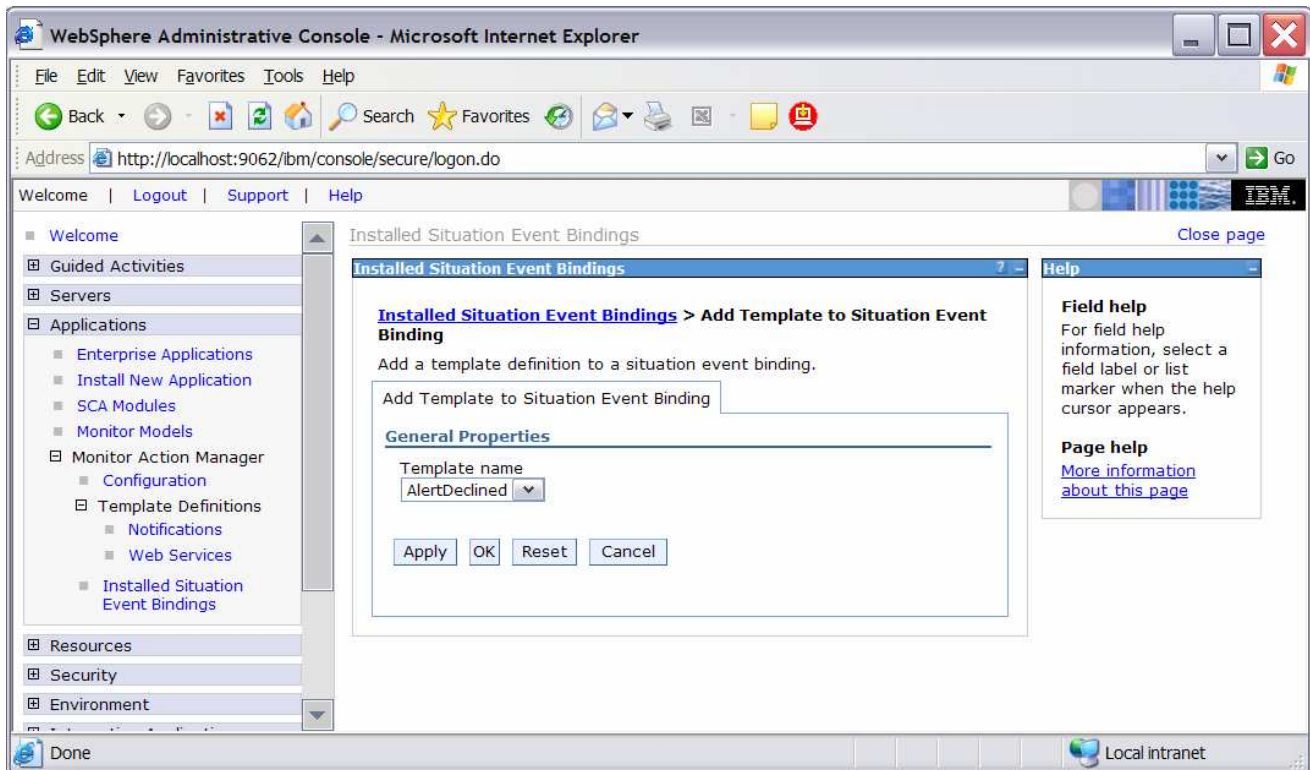 WebSphere Administrative Console - Microsoft Internet Explorer
File Edit View Favorites Tools Help
Back Search Favorites
Address http://localhost:9062/ibm/console/secure/logon.do Go
Welcome | Logout | Support | Help IBM.
Welcome
Guided Activities
Servers
Applications
Enterprise Applications
Install New Application
SCA Modules
Monitor Models
Monitor Action Manager
Configuration
Template Definitions
Notifications
Web Services
Installed Situation
Event Bindings
Resources
Security
Environment
Installed Situation Event Bindings Close page
Installed Situation Event Bindings ? -
Installed Situation Event Bindings > Add Template to Situation Event
Binding
Add a template definition to a situation event binding.
Add Template to Situation Event Binding
General Properties
Template name
AlertDeclined
Apply OK Reset Cancel
Help -
Field help
For field help
information, select a
field label or list
marker when the help
cursor appears.
Page help
More information
about this page
Done Local intranet